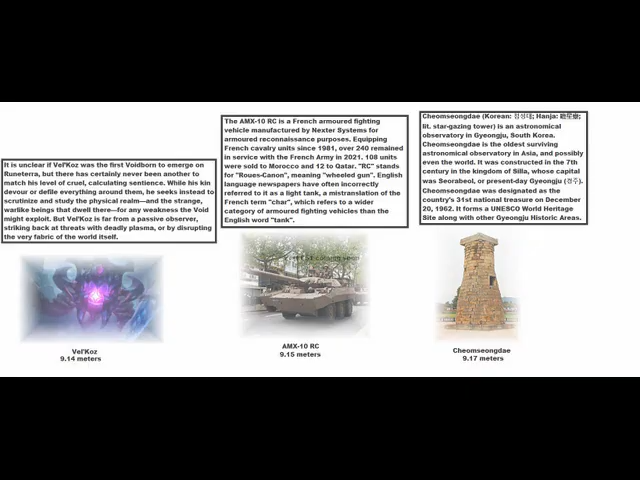 It is unclear if Vel'Koz was the first Voidborn to emerge on
Runeterra, but there has certainly never been another to
match his level of cruel, calculating sentience. While his kin
devour or defile everything around them, he seeks instead to
scrutinize and study the physical realm—and the strange,
warlike beings that dwell there—for any weakness the Void
might exploit. But Vel'Koz is far from a passive observer,
striking back at threats with deadly plasma, or by disrupting
the very fabric of the world itself.
Vel'Koz
9.14 meters
The AMX-10 RC is a French armoured fighting
vehicle manufactured by Nexter Systems for
armoured reconnaissance purposes. Equipping
French cavalry units since 1981, over 240 remained
in service with the French Army in 2021. 108 units
were sold to Morocco and 12 to Qatar. "RC" stands
for "Roues-Canon", meaning "wheeled gun". English
language newspapers have often incorrectly
referred to it as a light tank, a mistranslation of the
French term "char", which refers to a wider
category of armoured fighting vehicles than the
English word "tank".
AMX-10 RC
9.15 meters
Cheomseongdae (Korean: 첨성대; Hanja: 瞻星臺;
lit. star-gazing tower) is an astronomical
observatory in Gyeongju, South Korea.
Cheomseongdae is the oldest surviving
astronomical observatory in Asia, and possibly
even the world. It was constructed in the 7th
century in the kingdom of Silla, whose capital
was Seorabeol, or present-day Gyeongju (경주).
Cheomseongdae was designated as the
country's 31st national treasure on December
20, 1962. It forms a UNESCO World Heritage
Site along with other Gyeongju Historic Areas.
Cheomseongdae
9.17 meters